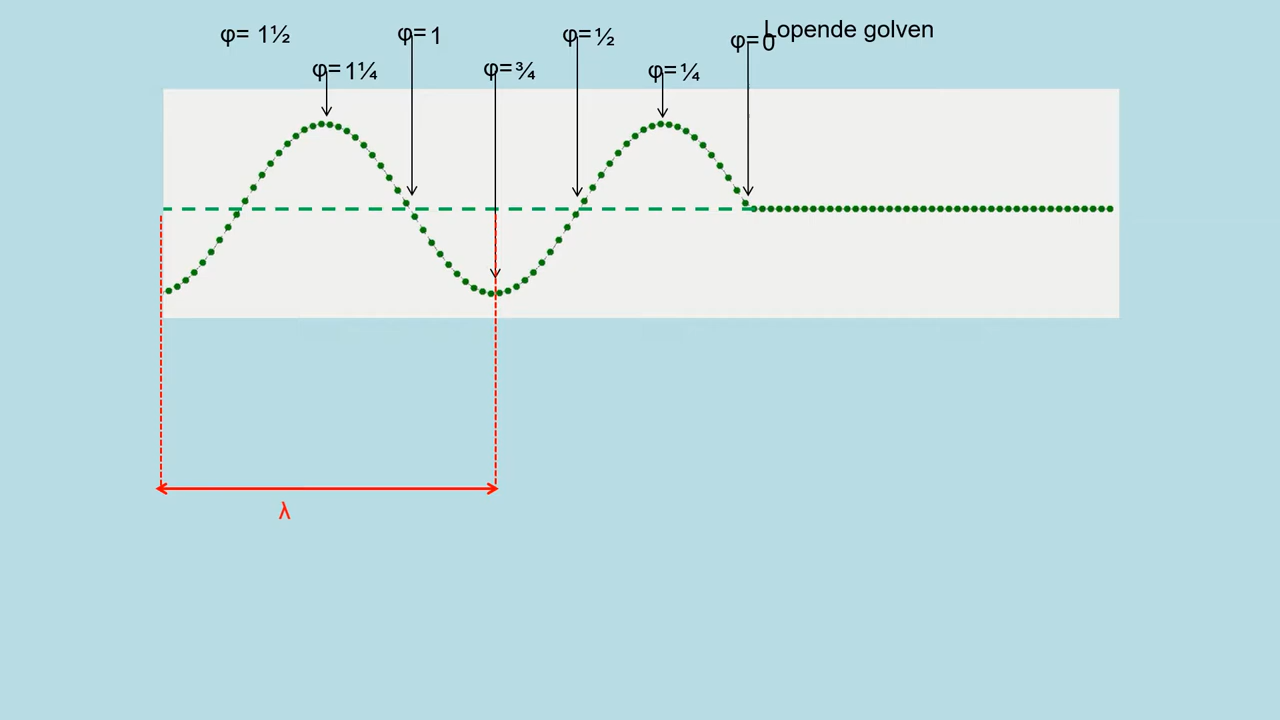 Lopende golven
φ= 1½
φ= 1
φ= ½
φ= 0
φ= 1¼
φ= ¾
φ= ¼
λ